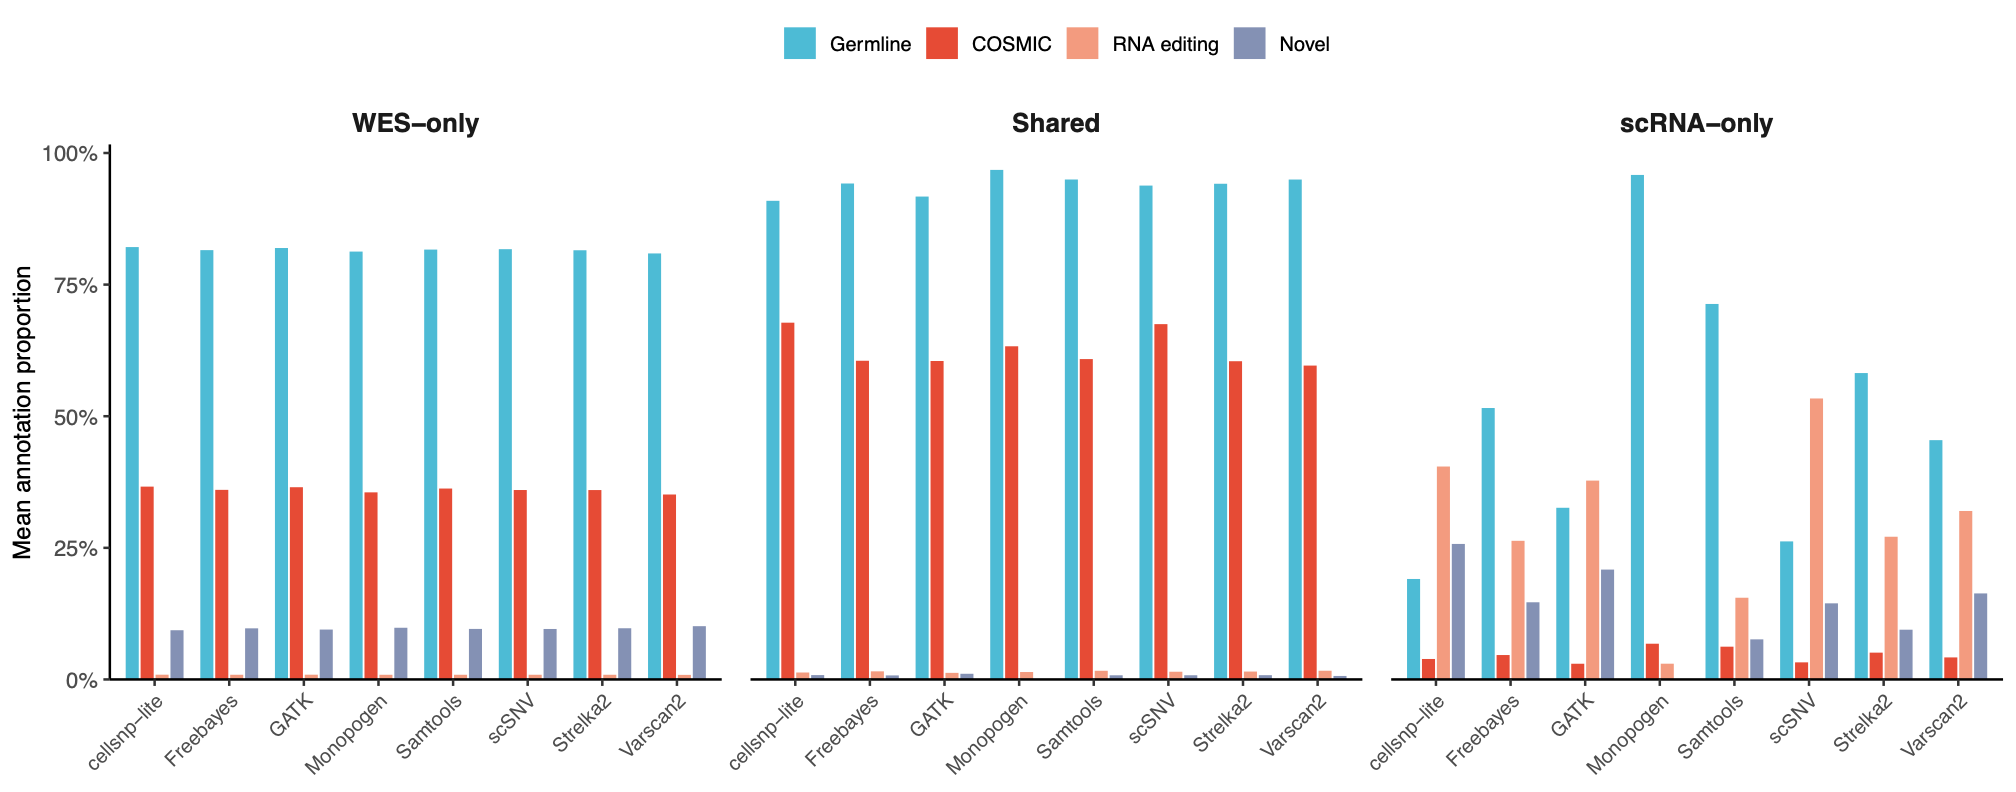 Germline COSMIC RNA editing Novel
WES–only Shared scRNA–only
Mean annotation proportion
100%
75%
50%
25%
0%
cellsnp–lite Freebayes GATK Monopogen Samtools scSNV Strelka2 Varscan2
cellsnp–lite Freebayes GATK Monopogen Samtools scSNV Strelka2 Varscan2
cellsnp–lite Freebayes GATK Monopogen Samtools scSNV Strelka2 Varscan2